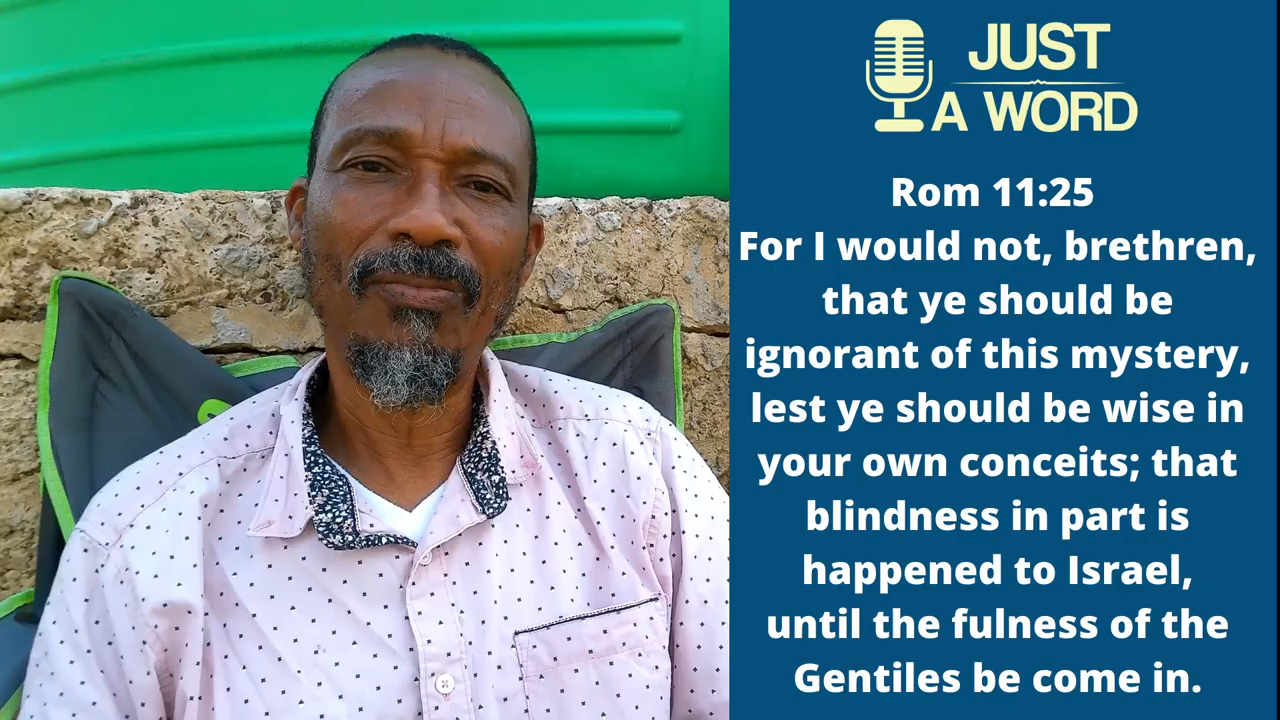 JUST
A WORD
Rom 11:25
For I would not, brethren,
that ye should be
ignorant of this mystery,
lest ye should be wise in
your own conceits; that
blindness in part is
happened to Israel,
until the fulness of the
Gentiles be come in.